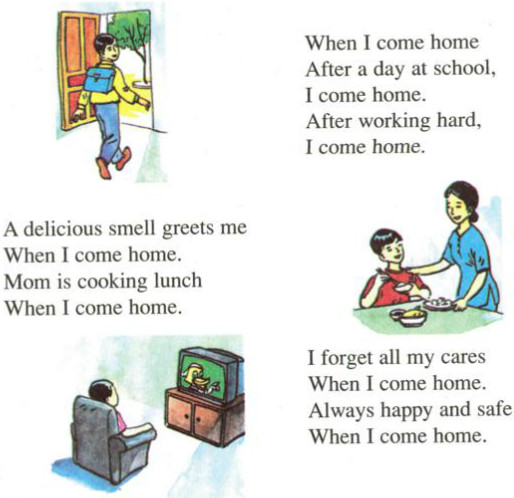 When I come home
After a day at school,
I come home.
After working hard,
I come home.
A delicious smell greets me
When I come home.
Mom is cooking lunch
When I come home.
I forget all my cares
When I come home.
Always happy and safe
When I come home.